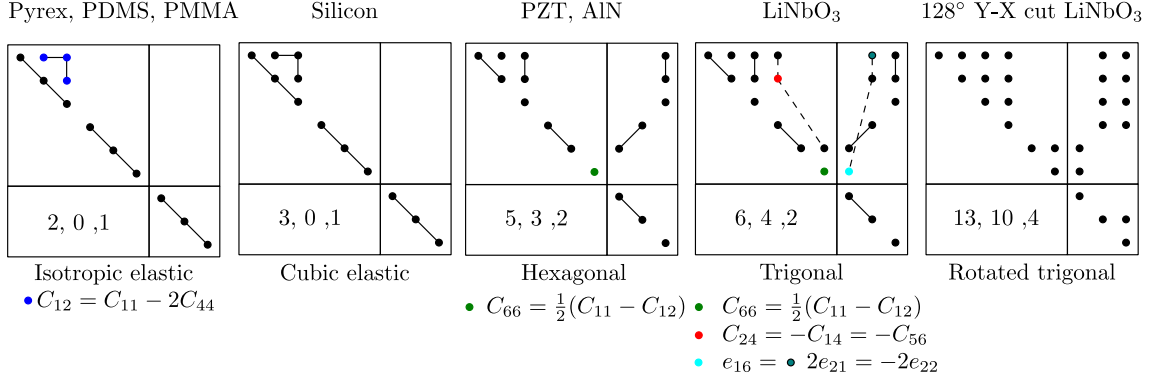 Pyrex, PDMS, PMMA Silicon PZT, AlN LiNbO₃ 128° Y-X cut LiNbO₃
2, 0 ,1 3, 0 ,1 5, 3 ,2 6, 4 ,2 13, 10 ,4
Isotropic elastic Cubic elastic Hexagonal Trigonal Rotated trigonal
C₁₂ = C₁₁ − 2C₄₄ C₆₆ = ½(C₁₁ − C₁₂) C₆₆ = ½(C₁₁ − C₁₂)
C₂₄ = −C₁₄ = −C₅₆
e₁₆ = 2e₂₁ = −2e₂₂